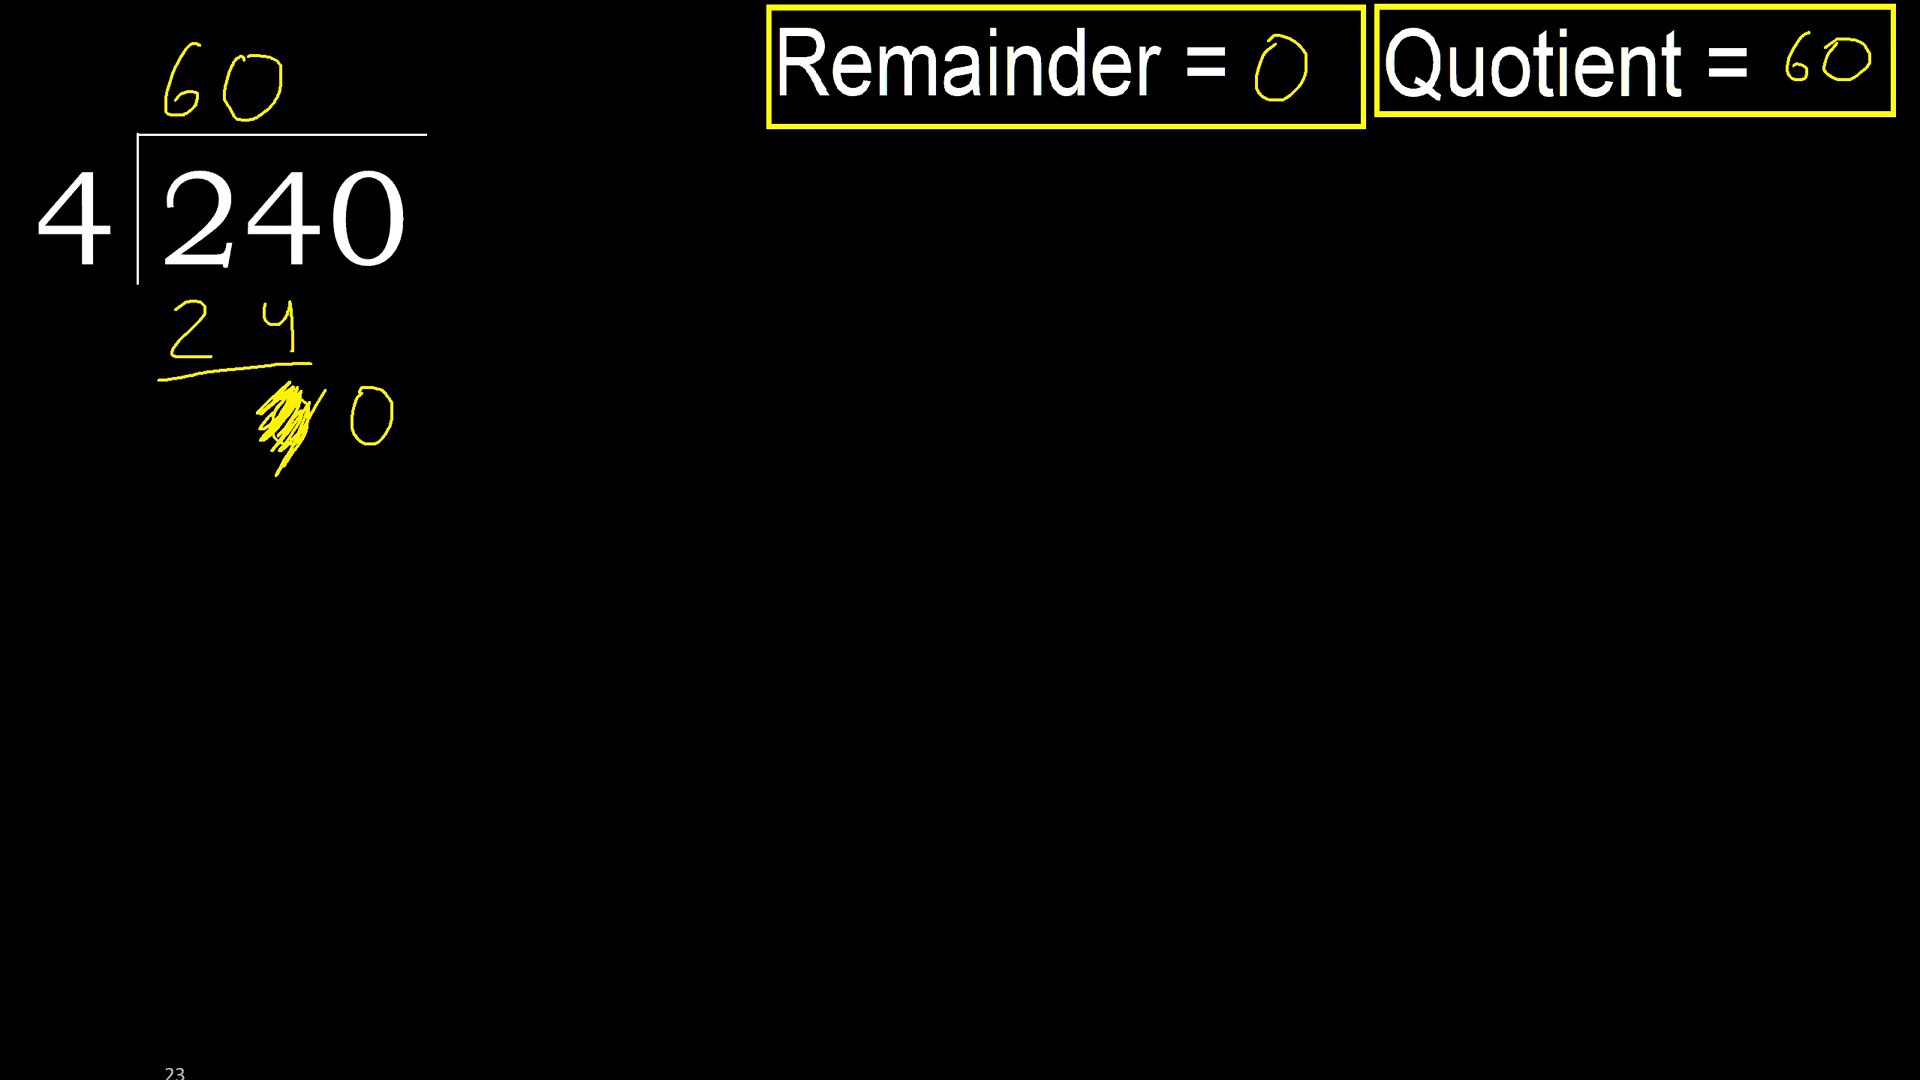 60
Remainder = 0
Quotient = 60
4 240
24
0
23